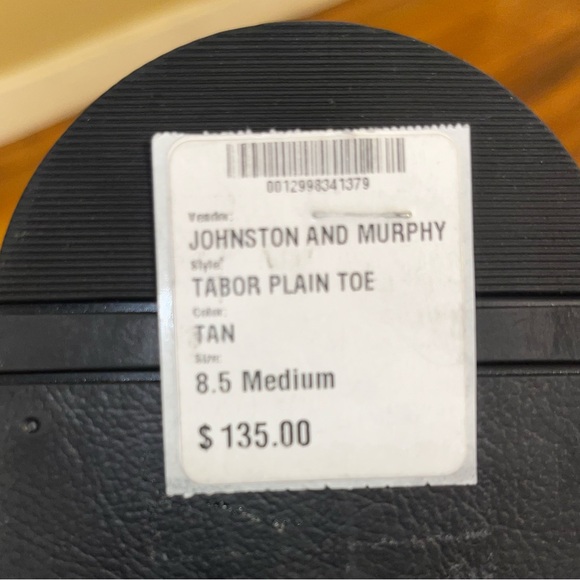 0012998341379
Vendor:
JOHNSTON AND MURPHY
Style:
TABOR PLAIN TOE
Color:
TAN
Size:
8.5 Medium
$135.00